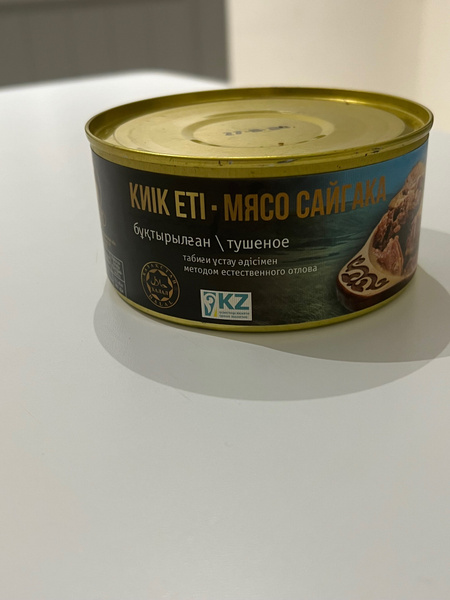 КИІК ЕТІ · МЯСО САЙГАКА
бұқтырылған \ тушеное
табиғи ұстау әдісімен
методом естественного отлова
KZ